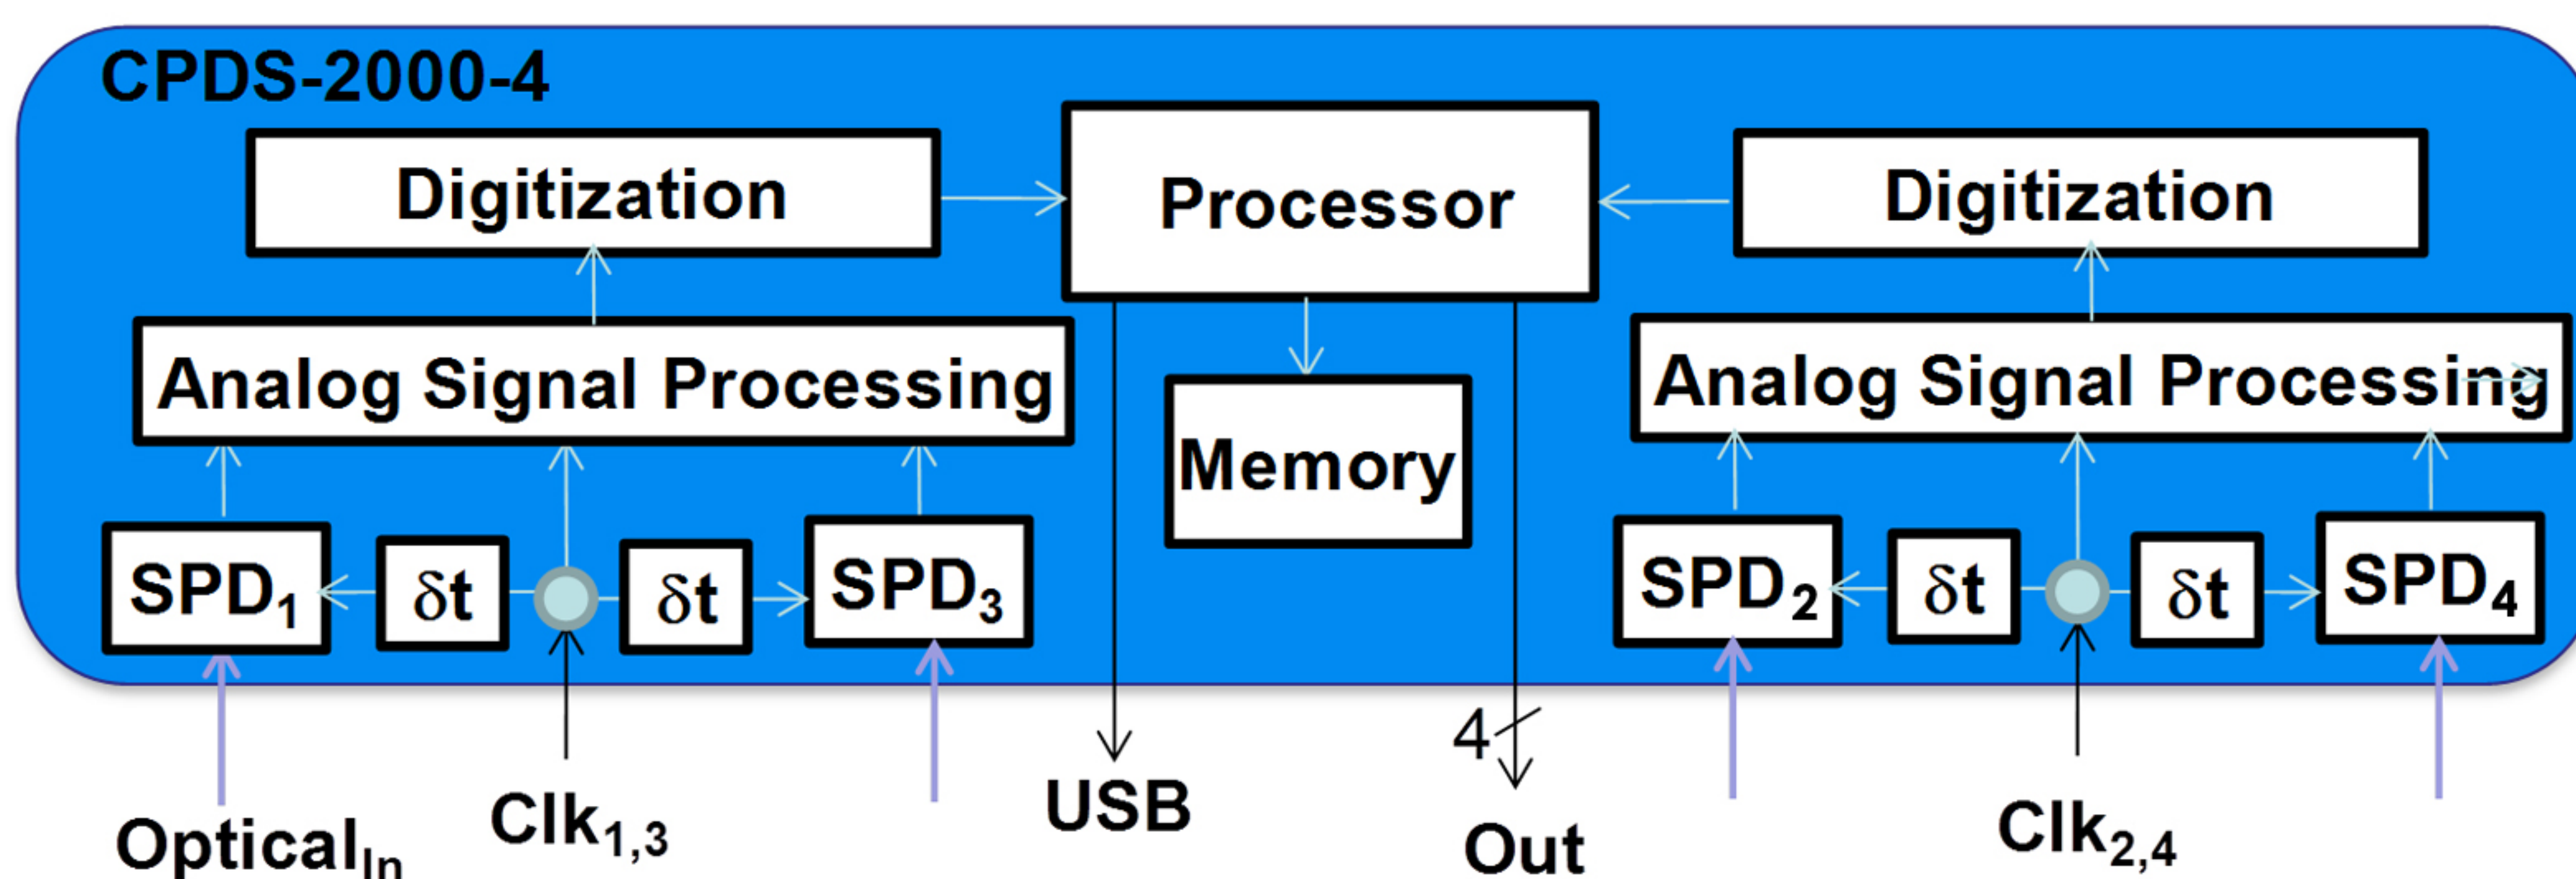 CPDS-2000-4
Digitization
Processor
Digitization
Analog Signal Processing
Analog Signal Processing
Memory
SPD₁
δt
δt
SPD₃
SPD₂
δt
δt
SPD₄
4
Optical_In
Clk₁,₃
USB
Out
Clk₂,₄